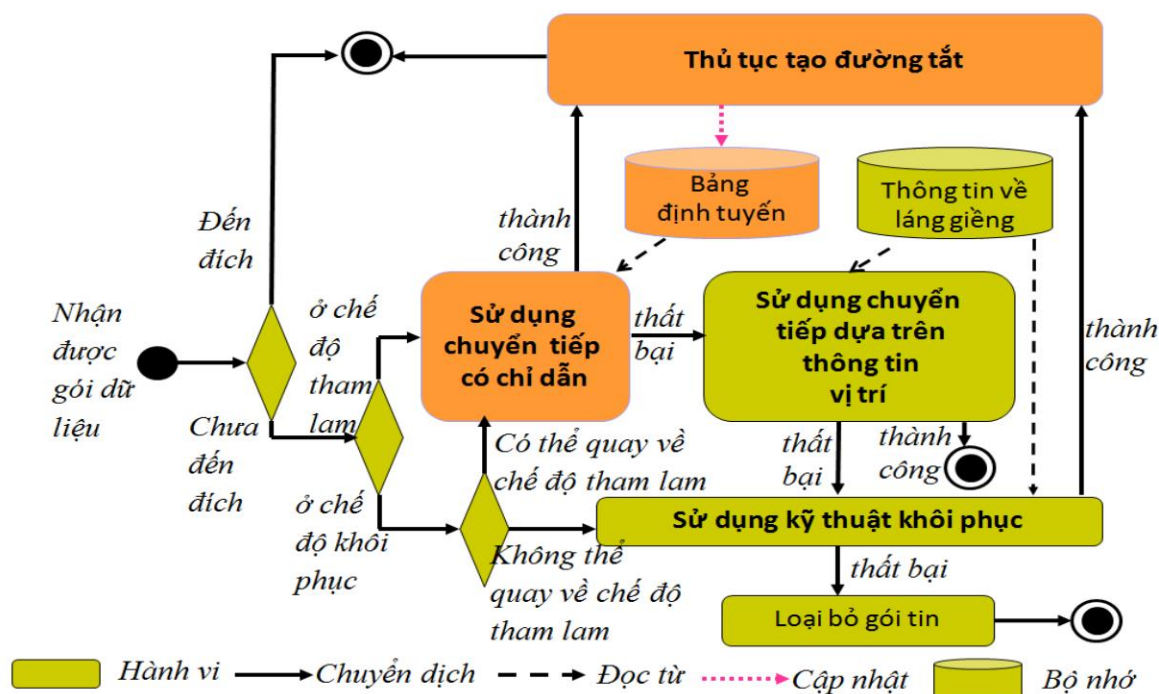 Thủ tục tạo đường tắt
Bảng
định tuyến
Thông tin về
láng giềng
Đến
đích
thành
công
Nhận
được
gói dữ
liệu
ở chế
độ
tham
lam
Sử dụng
chuyển tiếp
có chỉ dẫn
thất
bại
Sử dụng chuyển
tiếp dựa trên
thông tin
vị trí
thành
công
Chưa
đến
đích
Có thể quay về
chế độ tham lam
thất
bại
thành
công
ở chế
độ khôi
phục
Sử dụng kỹ thuật khôi phục
Không thể
quay về chế độ
tham lam
thất bại
Loại bỏ gói tin
Hành vi
Chuyển dịch
Đọc từ
Cập nhật
Bộ nhớ